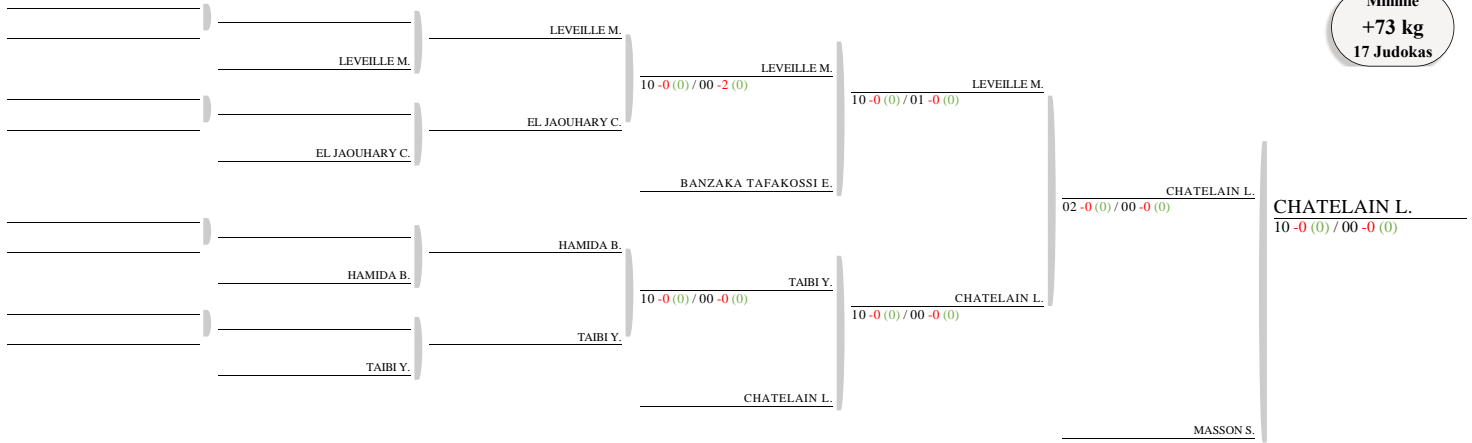 Minime
+73 kg
17 Judokas
LEVEILLE M.
LEVEILLE M.
LEVEILLE M.
10 -0 (0) / 00 -2 (0)
LEVEILLE M.
10 -0 (0) / 01 -0 (0)
EL JAOUHARY C.
EL JAOUHARY C.
BANZAKA TAFAKOSSI E.
CHATELAIN L.
02 -0 (0) / 00 -0 (0)
CHATELAIN L.
10 -0 (0) / 00 -0 (0)
HAMIDA B.
HAMIDA B.
TAIBI Y.
10 -0 (0) / 00 -0 (0)
CHATELAIN L.
10 -0 (0) / 00 -0 (0)
TAIBI Y.
TAIBI Y.
CHATELAIN L.
MASSON S.